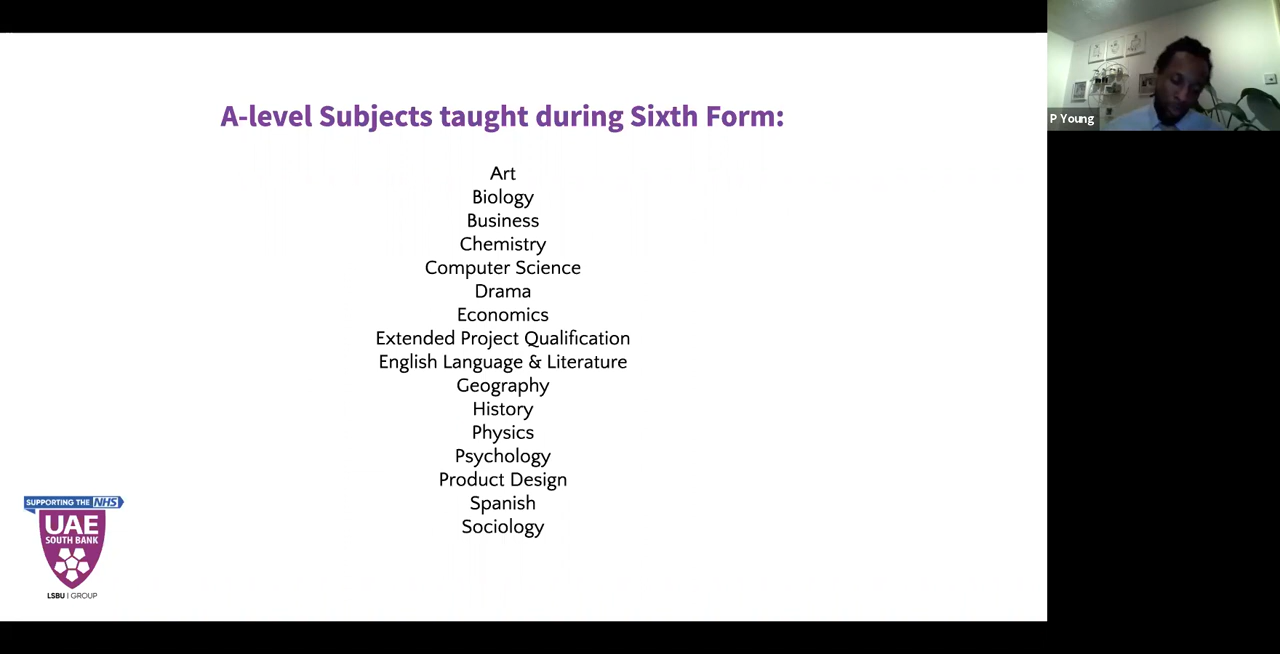 A-level Subjects taught during Sixth Form:
Art
Biology
Business
Chemistry
Computer Science
Drama
Economics
Extended Project Qualification
English Language & Literature
Geography
History
Physics
Psychology
Product Design
Spanish
Sociology
SUPPORTING THE NHS
UAE
SOUTH BANK
LSBU | GROUP
P Young